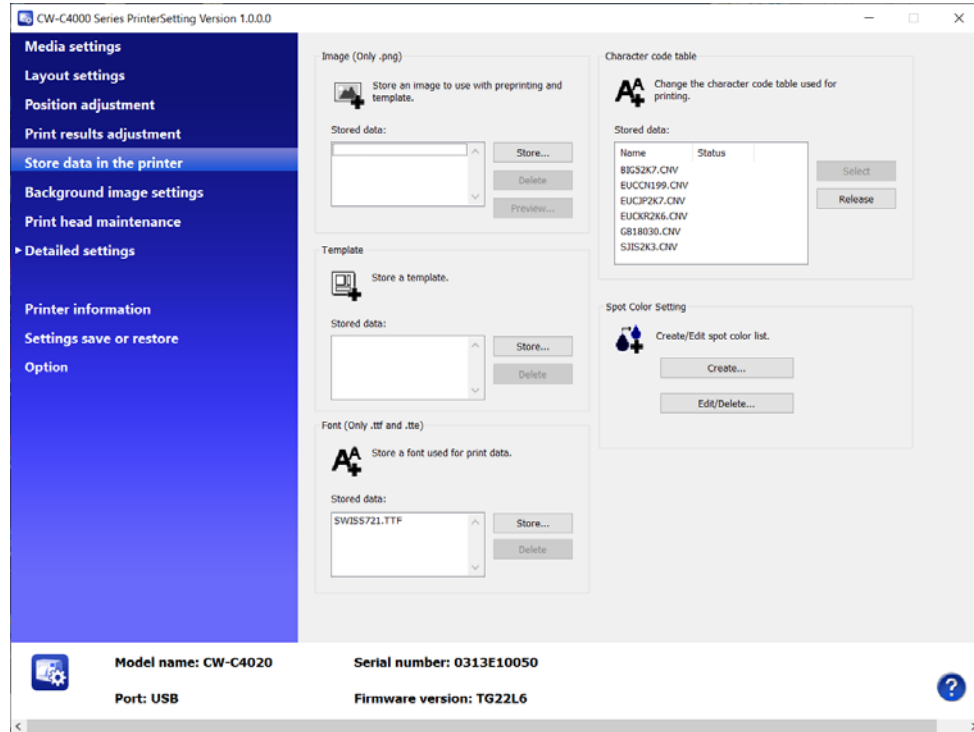 CW-C4000 Series PrinterSetting Version 1.0.0.0
Media settings
Layout settings
Position adjustment
Print results adjustment
Store data in the printer
Background image settings
Print head maintenance
Detailed settings
Printer information
Settings save or restore
Option
Image (Only .png)
Store an image to use with preprinting and
template.
Stored data:
Store...
Delete
Preview...
Template
Store a template.
Stored data:
Store...
Delete
Font (Only .ttf and .tte)
Store a font used for print data.
Stored data:
SWISS721.TTF
Store...
Delete
Character code table
Change the character code table used for
printing.
Stored data:
Name Status
BIG52K7.CNV
EUCCN199.CNV
EUCJP2K7.CNV
EUCKR2K6.CNV
GB18030.CNV
SJIS2K3.CNV
Select
Release
Spot Color Setting
Create/Edit spot color list.
Create...
Edit/Delete...
Model name: CW-C4020
Serial number: 0313E10050
Port: USB
Firmware version: TG22L6